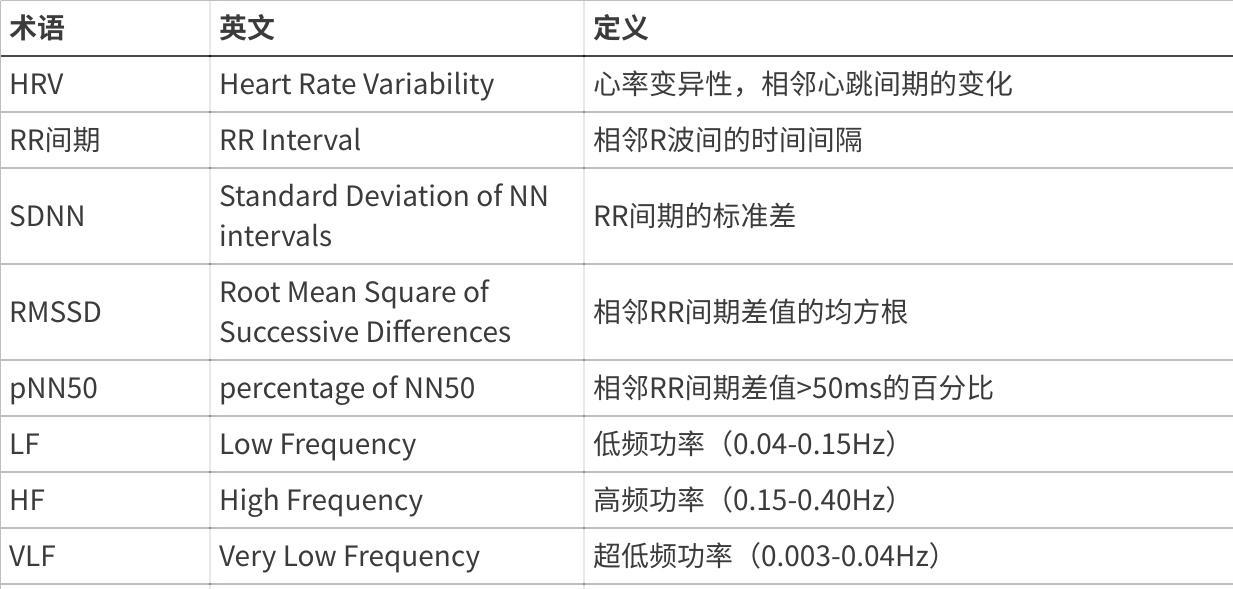 术语 英文 定义
HRV Heart Rate Variability 心率变异性，相邻心跳间期的变化
RR间期 RR Interval 相邻R波间的时间间隔
SDNN Standard Deviation of NN intervals RR间期的标准差
RMSSD Root Mean Square of Successive Differences 相邻RR间期差值的均方根
pNN50 percentage of NN50 相邻RR间期差值>50ms的百分比
LF Low Frequency 低频功率（0.04-0.15Hz）
HF High Frequency 高频功率（0.15-0.40Hz）
VLF Very Low Frequency 超低频功率（0.003-0.04Hz）